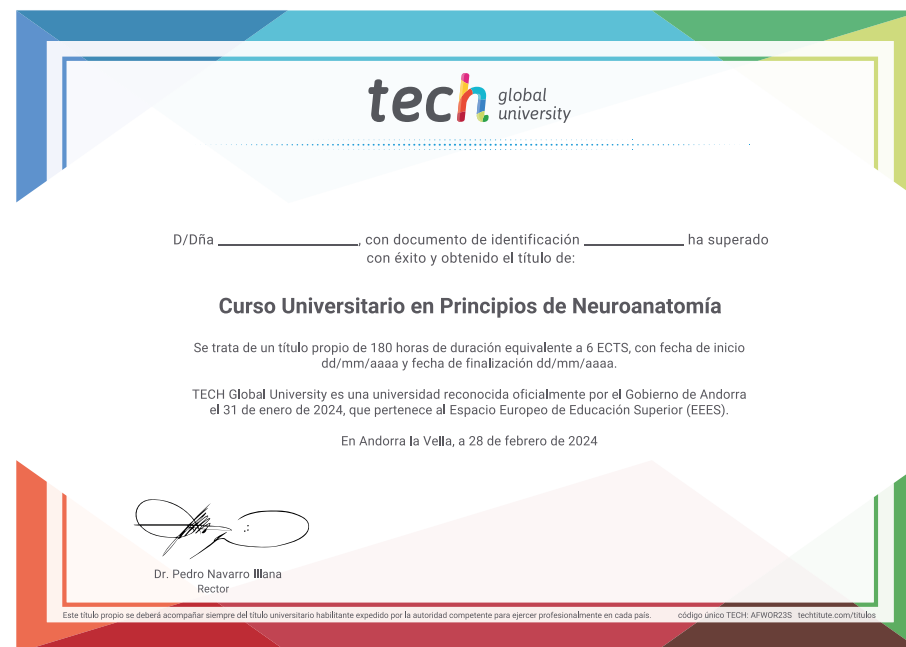 tech global university
D/Dña ____________________, con documento de identificación ______________ ha superado
con éxito y obtenido el título de:
Curso Universitario en Principios de Neuroanatomía
Se trata de un título propio de 180 horas de duración equivalente a 6 ECTS, con fecha de inicio
dd/mm/aaaa y fecha de finalización dd/mm/aaaa.
TECH Global University es una universidad reconocida oficialmente por el Gobierno de Andorra
el 31 de enero de 2024, que pertenece al Espacio Europeo de Educación Superior (EEES).
En Andorra la Vella, a 28 de febrero de 2024
Dr. Pedro Navarro Illana
Rector
Este título propio se deberá acompañar siempre del título universitario habilitante expedido por la autoridad competente para ejercer profesionalmente en cada país. código único TECH: AFWOR23S techtitute.com/titulos